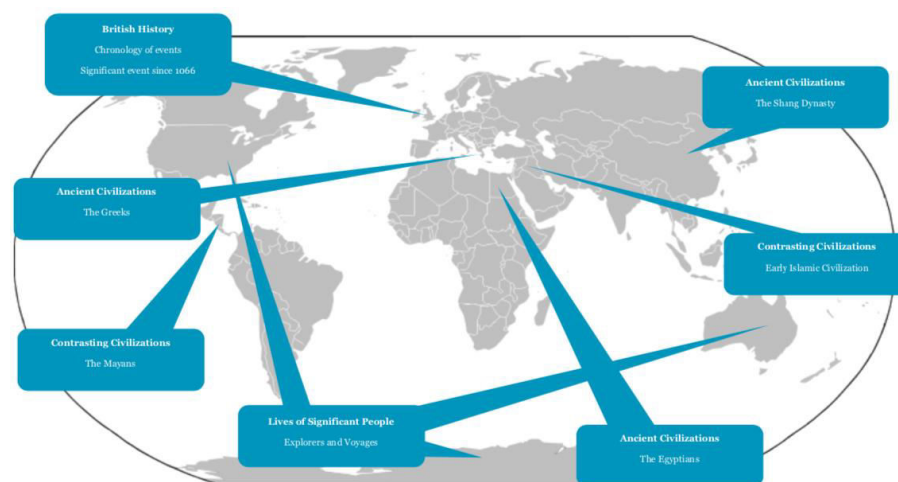 British History
Chronology of events
Significant event since 1066
Ancient Civilizations
The Shang Dynasty
Ancient Civilizations
The Greeks
Contrasting Civilizations
Early Islamic Civilization
Contrasting Civilizations
The Mayans
Lives of Significant People
Explorers and Voyages
Ancient Civilizations
The Egyptians